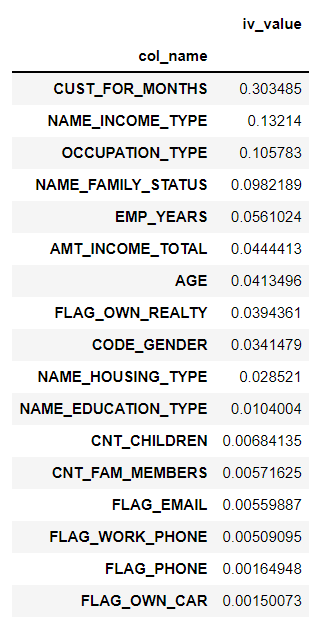 iv_value
col_name
CUST_FOR_MONTHS 0.303485
NAME_INCOME_TYPE 0.13214
OCCUPATION_TYPE 0.105783
NAME_FAMILY_STATUS 0.0982189
EMP_YEARS 0.0561024
AMT_INCOME_TOTAL 0.0444413
AGE 0.0413496
FLAG_OWN_REALTY 0.0394361
CODE_GENDER 0.0341479
NAME_HOUSING_TYPE 0.028521
NAME_EDUCATION_TYPE 0.0104004
CNT_CHILDREN 0.00684135
CNT_FAM_MEMBERS 0.00571625
FLAG_EMAIL 0.00559887
FLAG_WORK_PHONE 0.00509095
FLAG_PHONE 0.00164948
FLAG_OWN_CAR 0.00150073